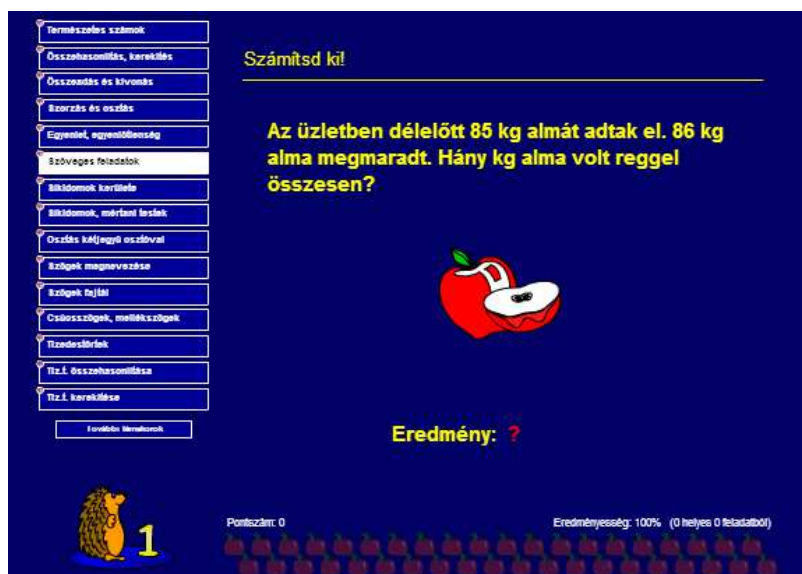 Természetes számok
Összehasonlítás, kerekítés
Összeadás és kivonás
Szorzás és osztás
Egyenlet, egyenlőtlenség
Szöveges feladatok
Síkidomok kerülete
Síkidomok, mértani testek
Osztás kétjegyű osztóval
Szögek megnevezése
Szögek fajtái
Csúcsszögek, mellékszögek
Tizedestörtek
Tiz.t. összehasonlítása
Tiz.t. kerekítése
További témakörök
Számítsd ki!
Az üzletben délelőtt 85 kg almát adtak el. 86 kg
alma megmaradt. Hány kg alma volt reggel
összesen?
Eredmény: ?
1
Pontszám: 0
Eredményesség: 100% (0 helyes 0 feladatból)